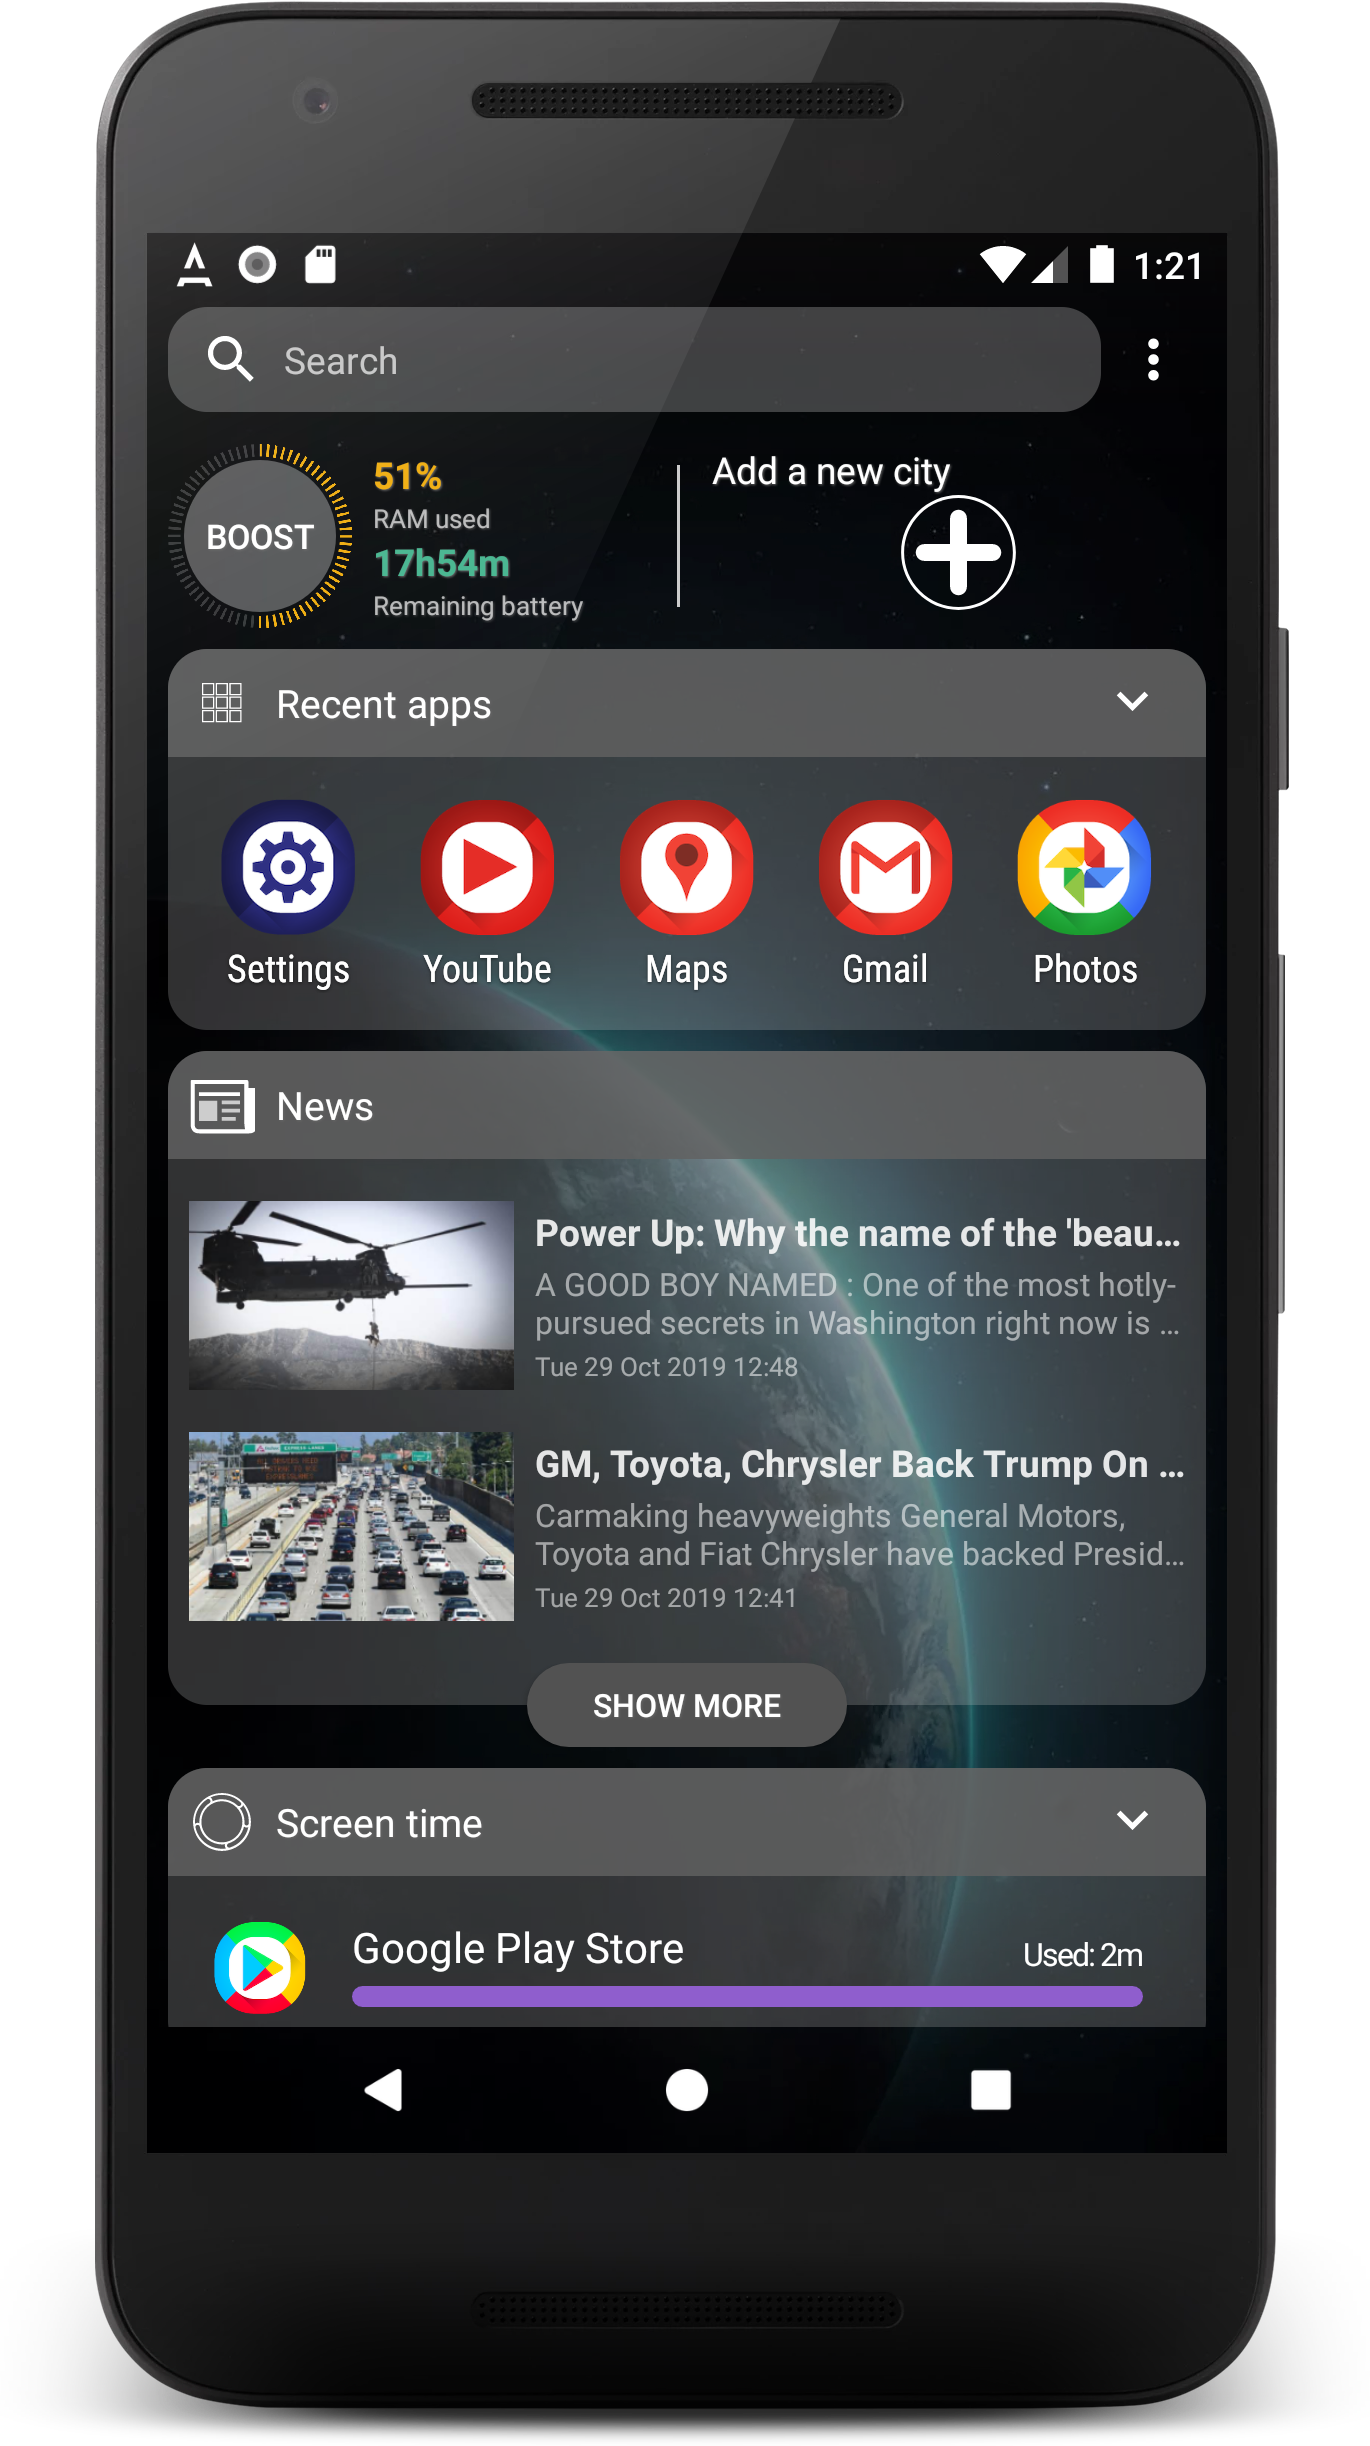 1:21
Search
BOOST
51%
RAM used
17h54m
Remaining battery
Add a new city
Recent apps
Settings
YouTube
Maps
Gmail
Photos
News
Power Up: Why the name of the 'beau...
A GOOD BOY NAMED : One of the most hotly-
pursued secrets in Washington right now is ...
Tue 29 Oct 2019 12:48
EXPRESS LANES
GM, Toyota, Chrysler Back Trump On ...
Carmaking heavyweights General Motors,
Toyota and Fiat Chrysler have backed Presid...
Tue 29 Oct 2019 12:41
SHOW MORE
Screen time
Google Play Store
Used: 2m